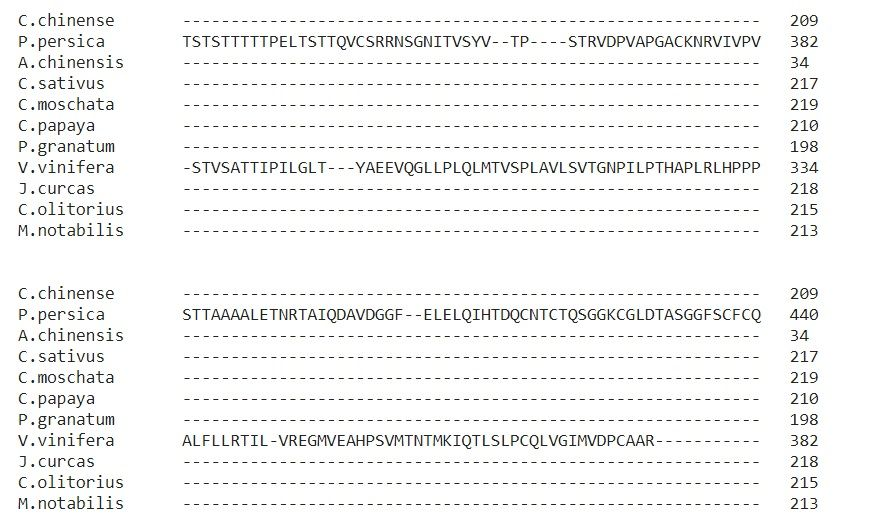 C.chinense      ------------------------------------------------------------   209
P.persica       TSTSTTTTTPELTSTTQVCSRRNSGNITVSYV--TP----STRVDPVAPGACKNRVIVPV   382
A.chinensis     ------------------------------------------------------------   34
C.sativus       ------------------------------------------------------------   217
C.moschata      ------------------------------------------------------------   219
C.papaya        ------------------------------------------------------------   210
P.granatum      ------------------------------------------------------------   198
V.vinifera      -STVSATTIPILGLT---YAEEVQGLLPLQLMTVSPLAVLSVTGNPILPTHAPLRLHPPP   334
J.curcas        ------------------------------------------------------------   218
C.olitorius     ------------------------------------------------------------   215
M.notabilis     ------------------------------------------------------------   213
C.chinense      ------------------------------------------------------------   209
P.persica       STTAAAALETNRTAIQDAVDGGF--ELELQIHTDQCNTCTQSGGKCGLDTASGGFSCFCQ   440
A.chinensis     ------------------------------------------------------------   34
C.sativus       ------------------------------------------------------------   217
C.moschata      ------------------------------------------------------------   219
C.papaya        ------------------------------------------------------------   210
P.granatum      ------------------------------------------------------------   198
V.vinifera      ALFLLRTIL-VREGMVEAHPSVMTNTMKIQTLSLPCQLVGIMVDPCAAR-----------   382
J.curcas        ------------------------------------------------------------   218
C.olitorius     ------------------------------------------------------------   215
M.notabilis     ------------------------------------------------------------   213